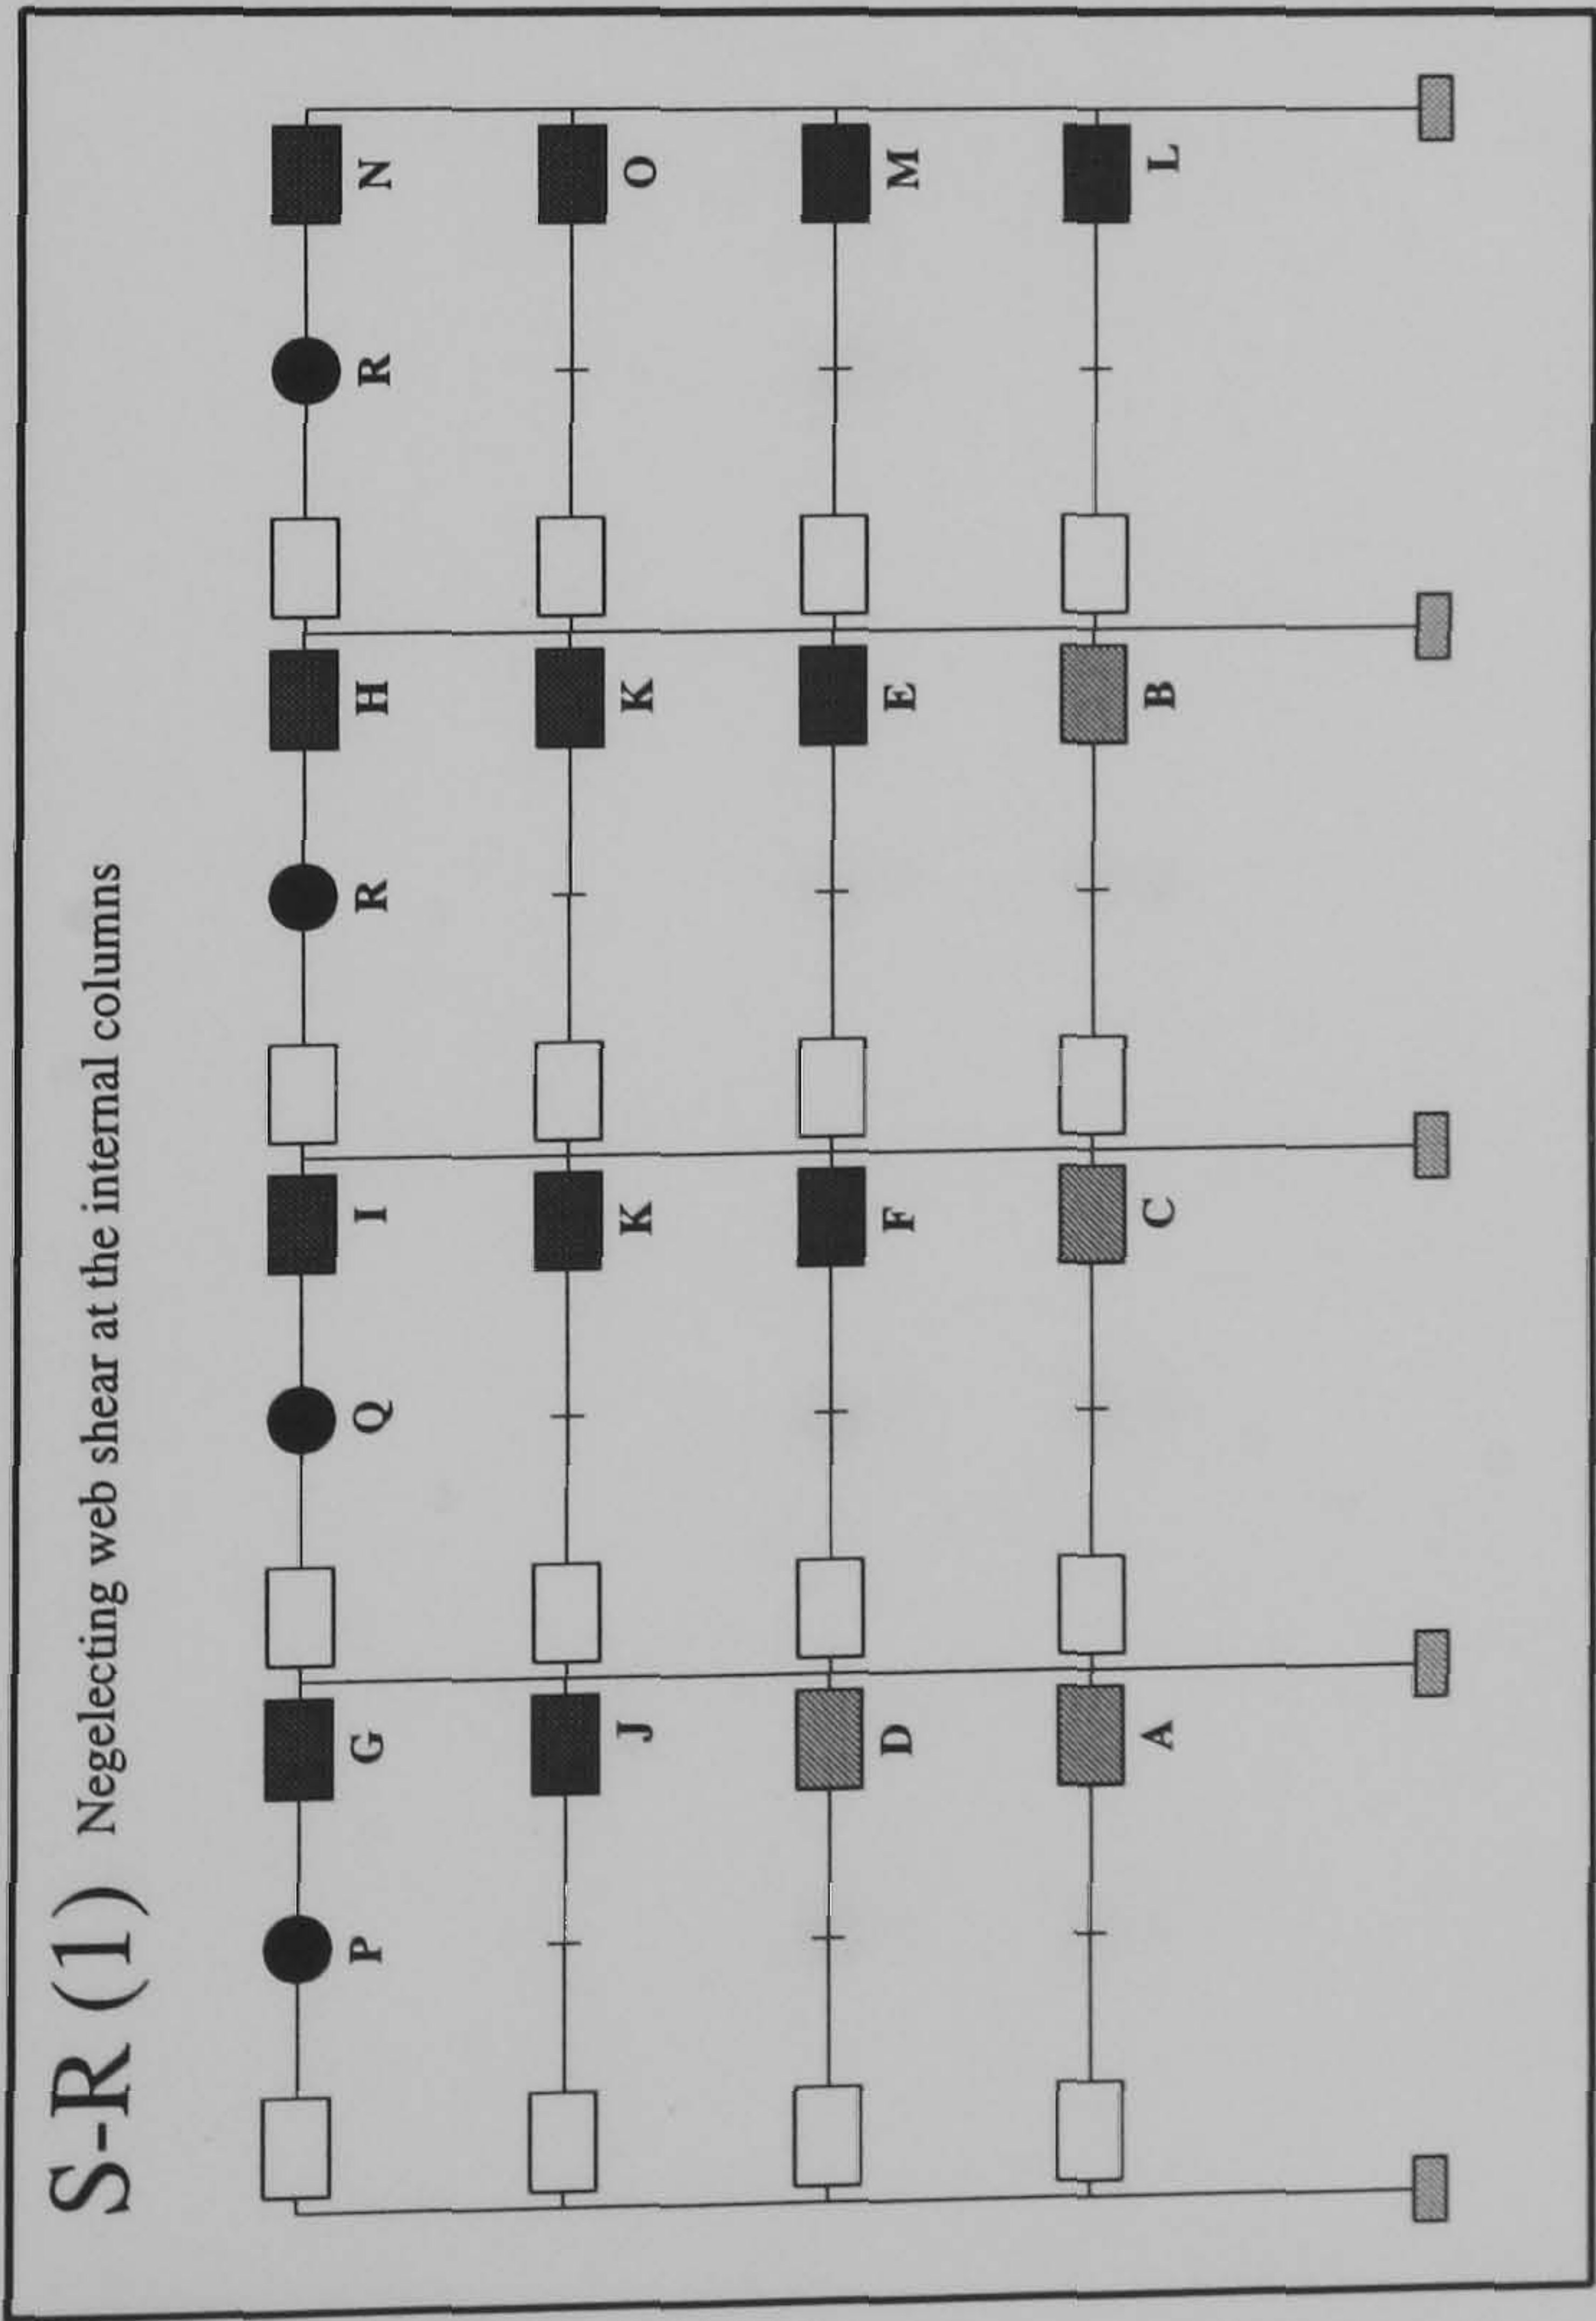 S-R (1) Negelecting web shear at the internal columns
P G Q I R H R N
J K K O
D F E M
A C B L